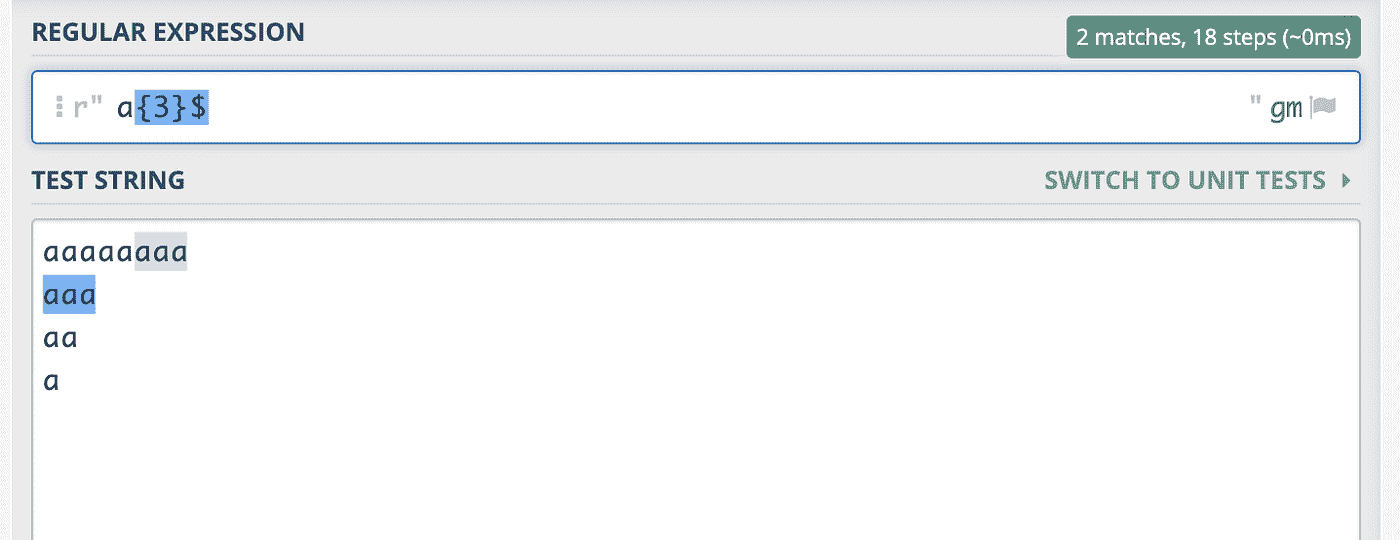 REGULAR EXPRESSION
2 matches, 18 steps (~0ms)
r" a{3}$ " gm
TEST STRING
SWITCH TO UNIT TESTS
aaaaaaaa
aaa
aa
a